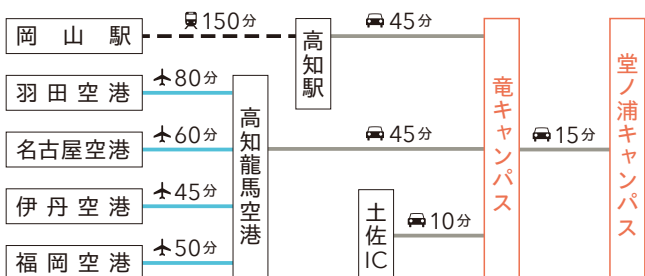 岡山駅
150分
高知駅
45分
羽田空港
80分
名古屋空港
60分
伊丹空港
45分
福岡空港
50分
高知龍馬空港
45分
土佐IC
10分
竜キャンパス
15分
堂ノ浦キャンパス